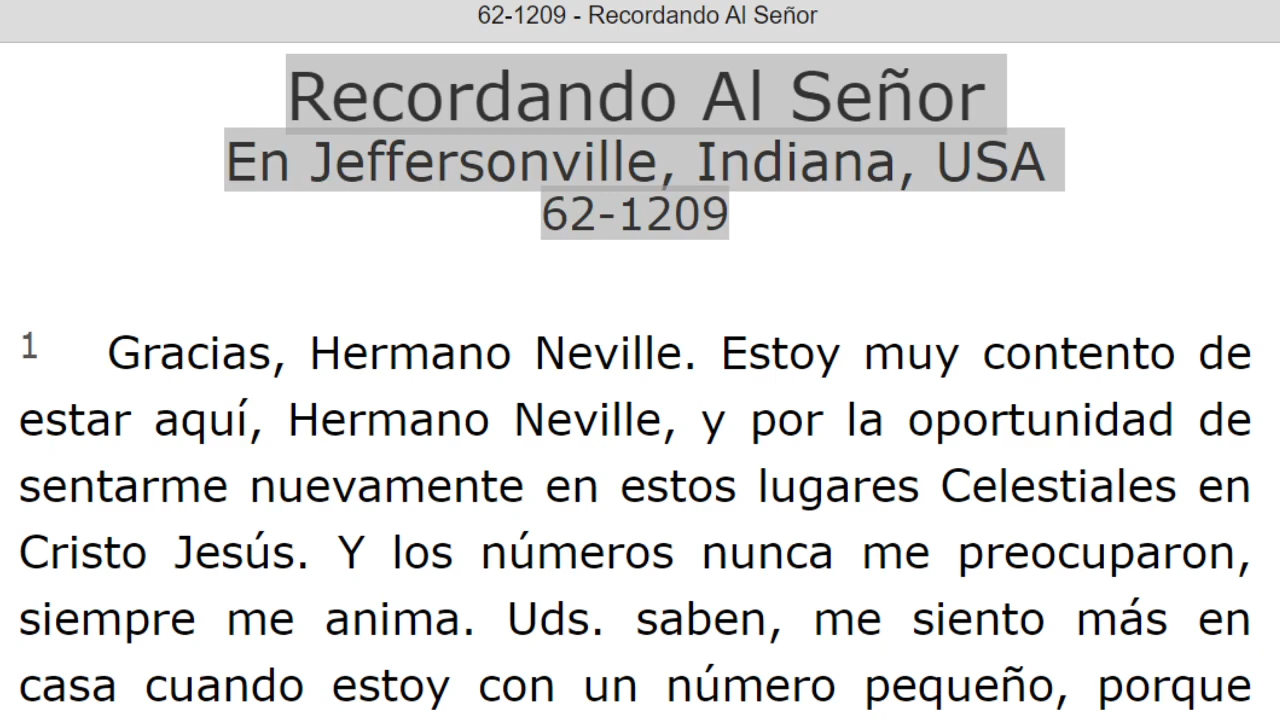 62-1209 - Recordando Al Señor
Recordando Al Señor
En Jeffersonville, Indiana, USA
62-1209
1 Gracias, Hermano Neville. Estoy muy contento de
estar aquí, Hermano Neville, y por la oportunidad de
sentarme nuevamente en estos lugares Celestiales en
Cristo Jesús. Y los números nunca me preocuparon,
siempre me anima. Uds. saben, me siento más en
casa cuando estoy con un número pequeño, porque